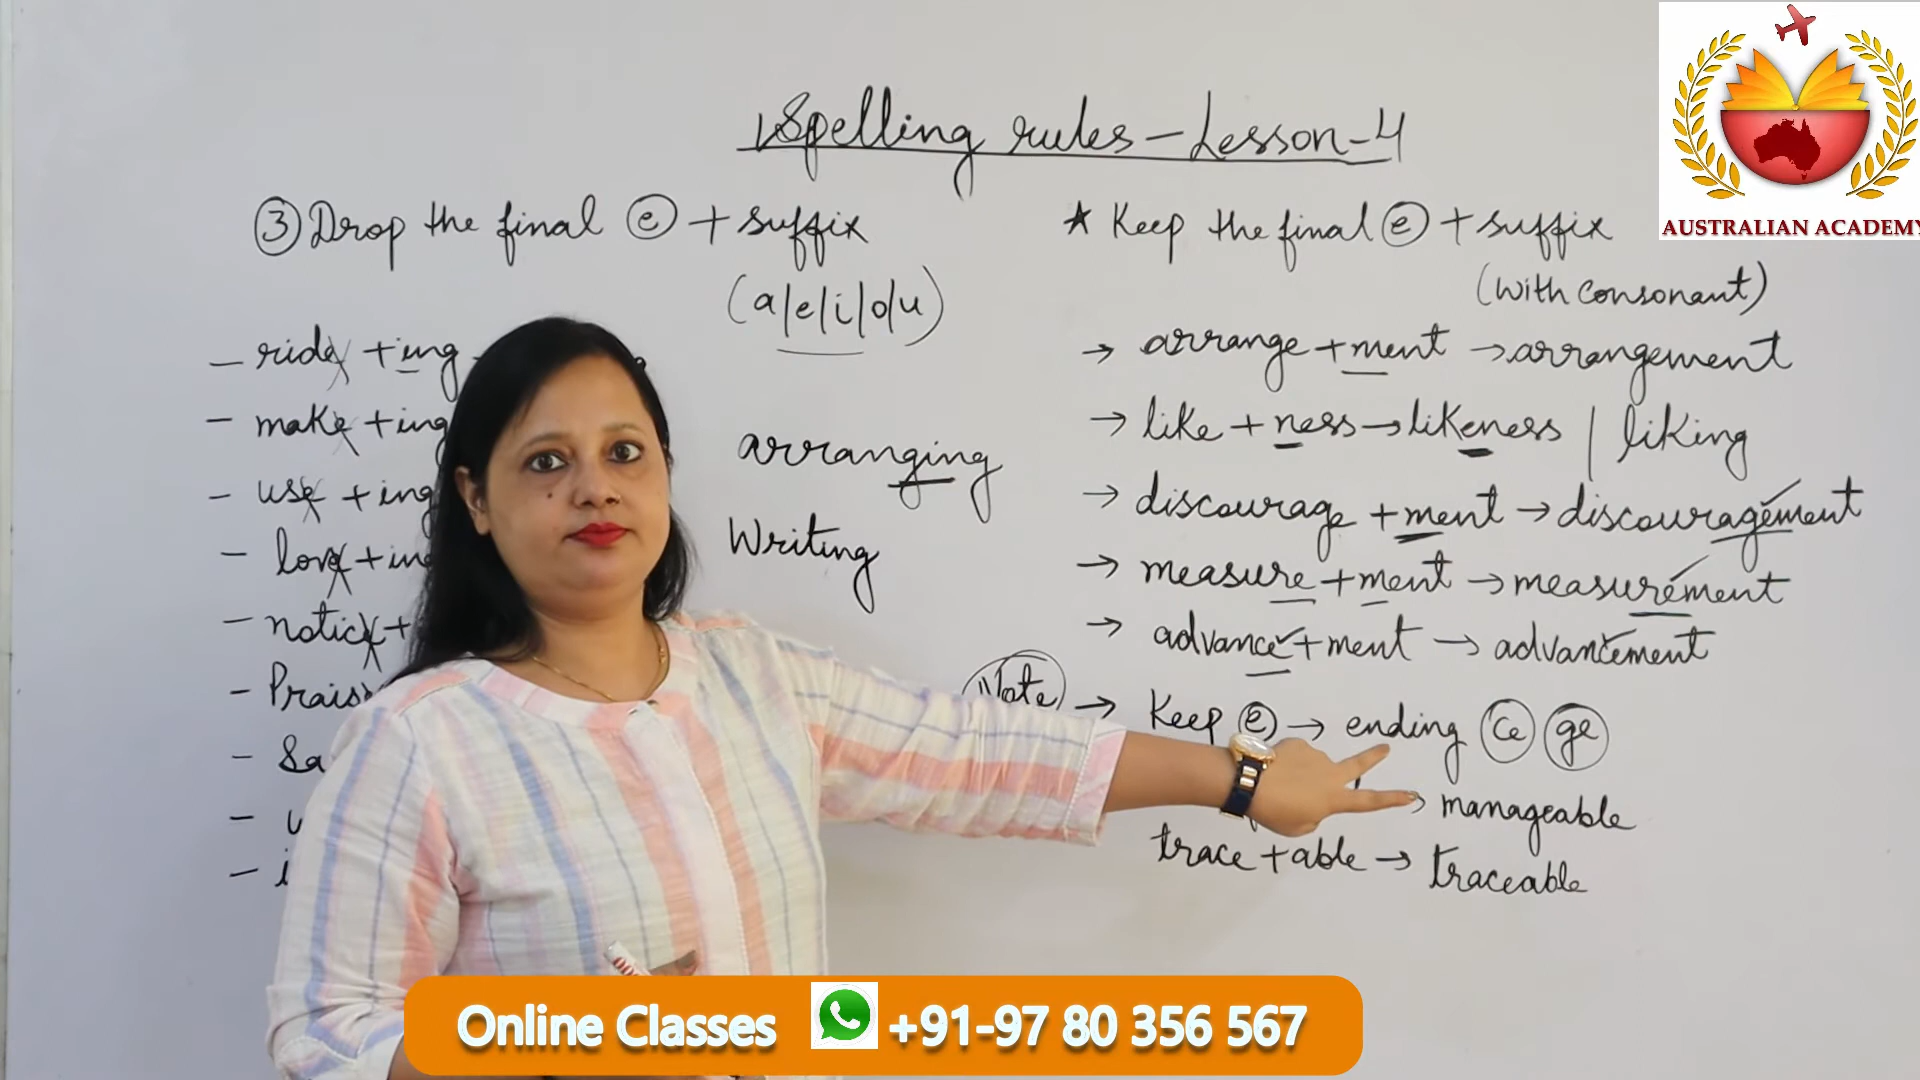 Spelling rules - Lesson-4
③ Drop the final ⓔ + suffix
(a/e/i/o/u)
- ride + ing
- make + ing
- use + ing
- love + ing
- notice +
- Praise
- Sa
- u
- i
arranging
Writing
★ Keep the final ⓔ + suffix
(with consonant)
→ arrange + ment → arrangement
→ like + ness → likeness | liking
→ discourage + ment → discouragement
→ measure + ment → measurement
→ advance + ment → advancement
Note → Keep ⓔ → ending ce ge
→ manageable
trace + able → traceable
AUSTRALIAN ACADEMY
Online Classes +91-97 80 356 567